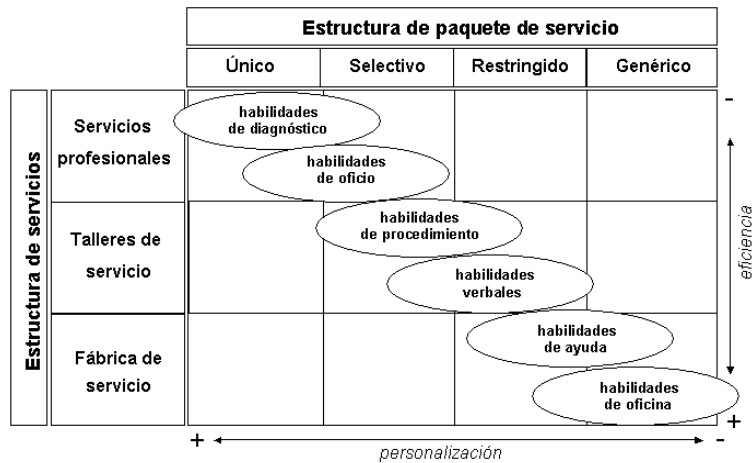 Estructura de paquete de servicio
Único
Selectivo
Restringido
Genérico
Estructura de servicios
Servicios
profesionales
Talleres de
servicio
Fábrica de
servicio
habilidades
de diagnóstico
habilidades
de oficio
habilidades
de procedimiento
habilidades
verbales
habilidades
de ayuda
habilidades
de oficina
-
eficiencia
+
+
personalización
-